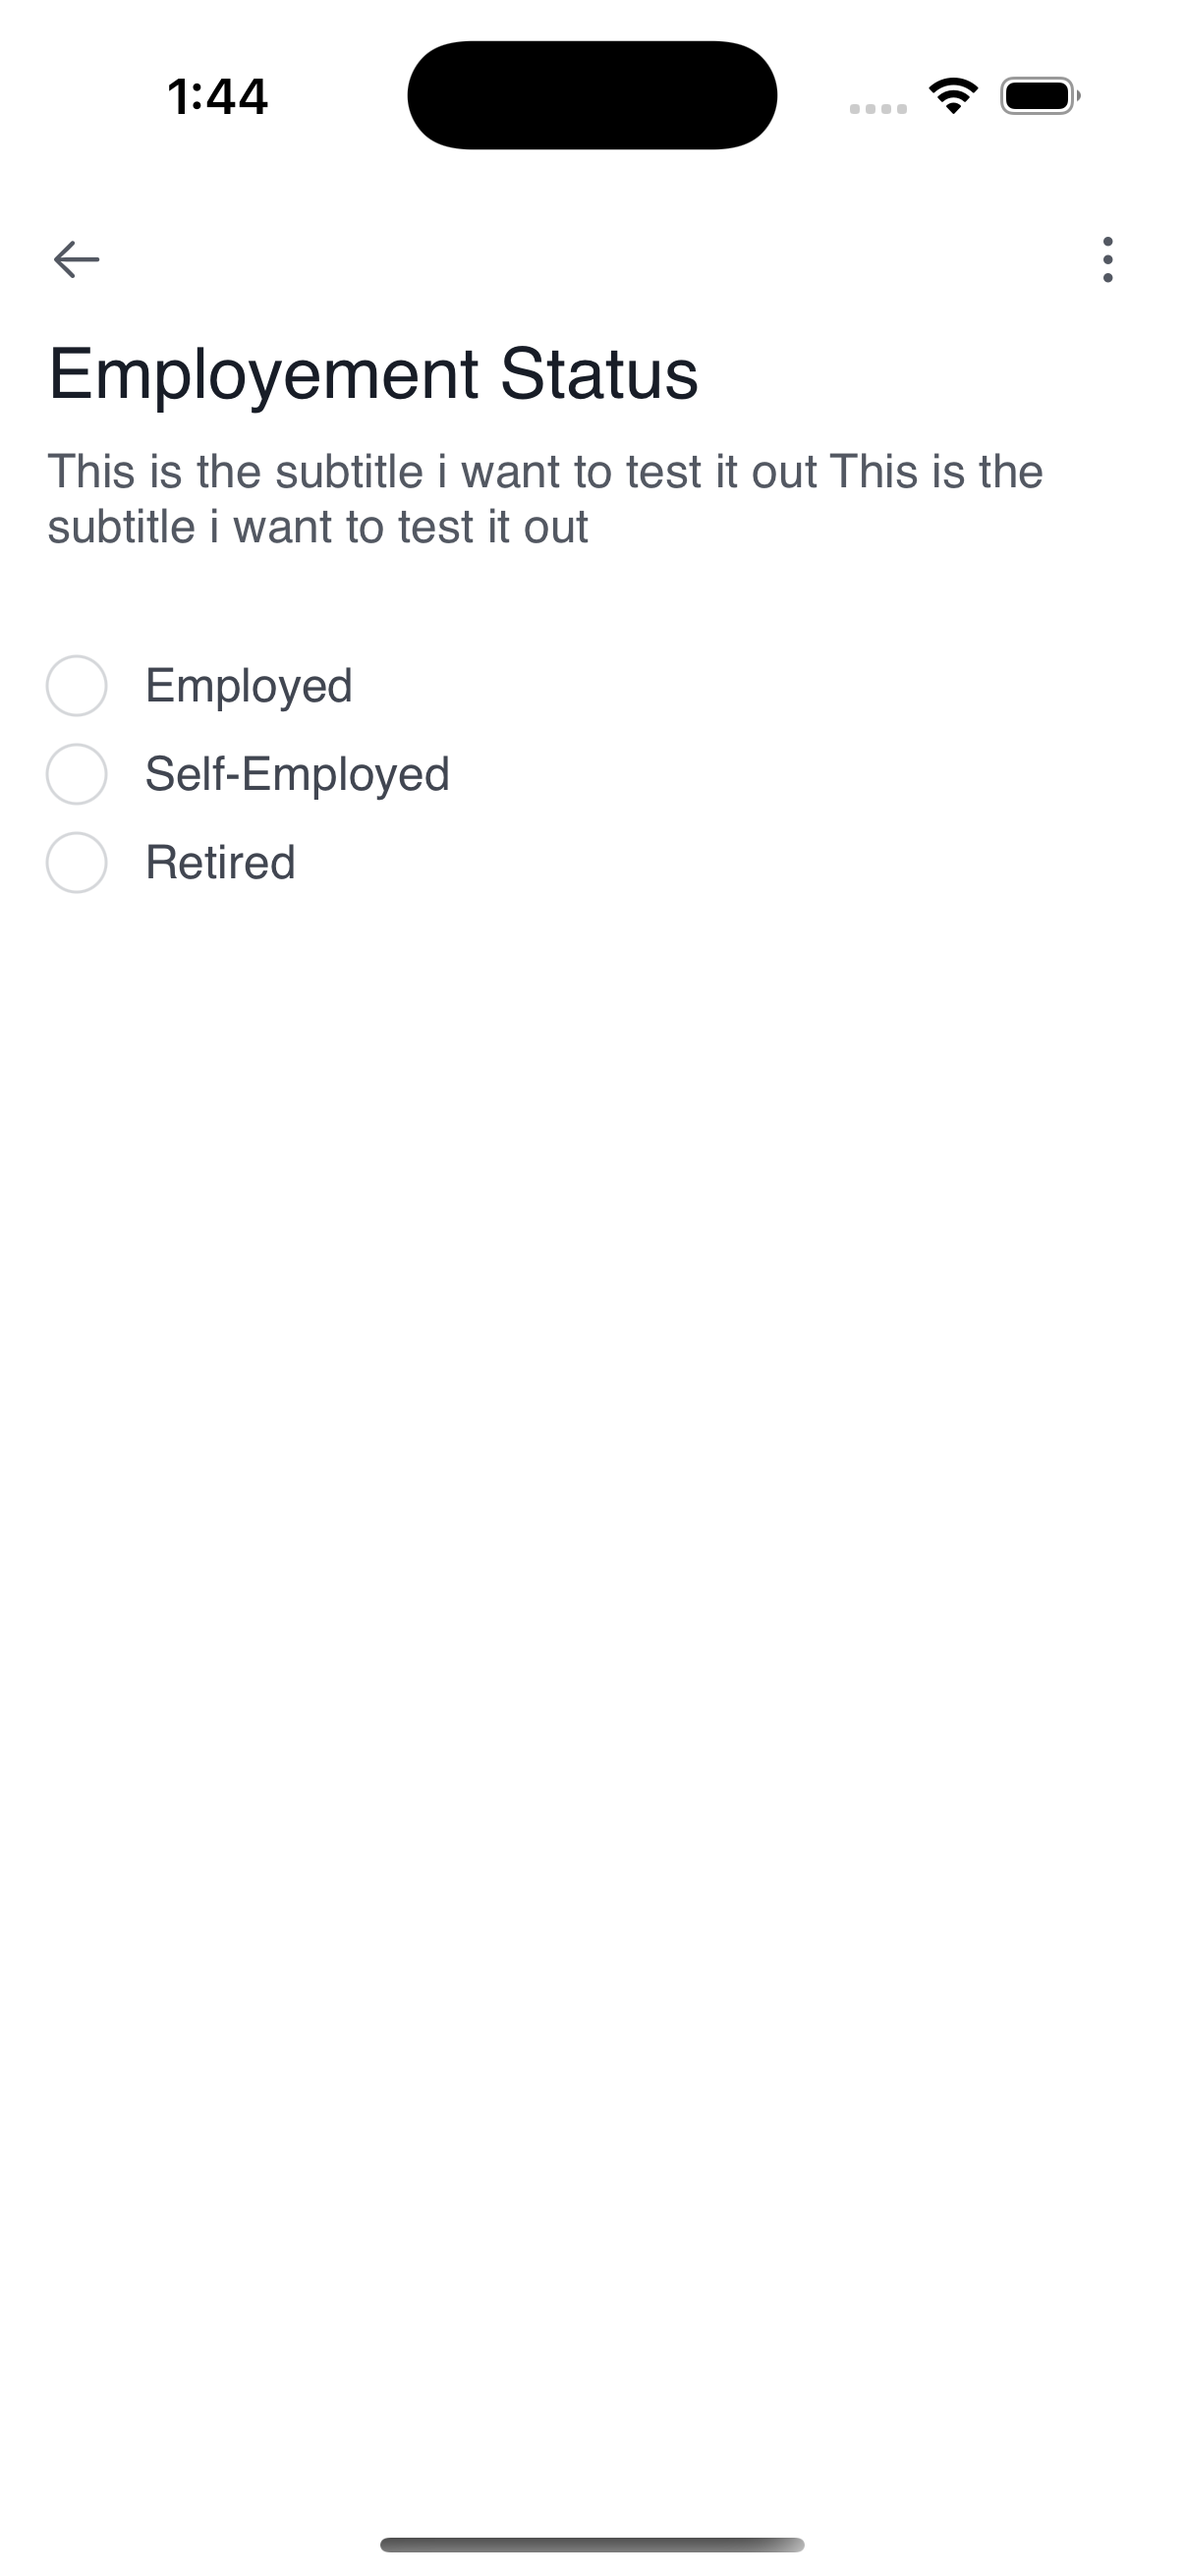 1:44
Employement Status
This is the subtitle i want to test it out This is the
subtitle i want to test it out
Employed
Self-Employed
Retired